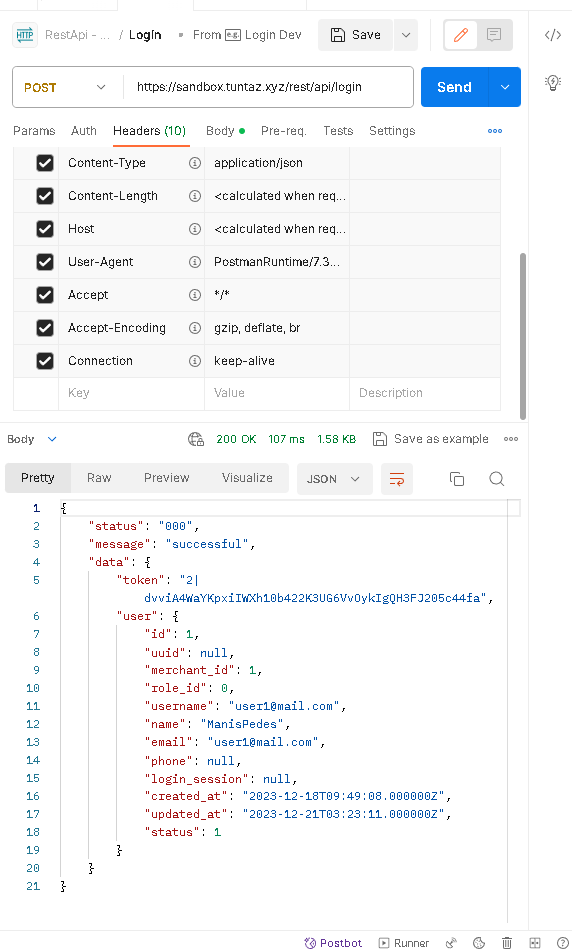 HTTP RestApi - ... / Login • From e.g. Login Dev Save
POST https://sandbox.tuntaz.xyz/rest/api/login Send
Params Auth Headers (10) Body Pre-req. Tests Settings
Content-Type application/json
Content-Length <calculated when req...
Host <calculated when req...
User-Agent PostmanRuntime/7.3...
Accept */*
Accept-Encoding gzip, deflate, br
Connection keep-alive
Key Value Description
Body 200 OK 107 ms 1.58 KB Save as example
Pretty Raw Preview Visualize JSON
1 {
2 "status": "000",
3 "message": "successful",
4 "data": {
5 "token": "2|
dvviA4WaYKpxiIWXh10b422K3UG6VvOykIgQH3FJ205c44fa",
6 "user": {
7 "id": 1,
8 "uuid": null,
9 "merchant_id": 1,
10 "role_id": 0,
11 "username": "user1@mail.com",
12 "name": "ManisPedes",
13 "email": "user1@mail.com",
14 "phone": null,
15 "login_session": null,
16 "created_at": "2023-12-18T09:49:08.000000Z",
17 "updated_at": "2023-12-21T03:23:11.000000Z",
18 "status": 1
19 }
20 }
21 }
Postbot Runner